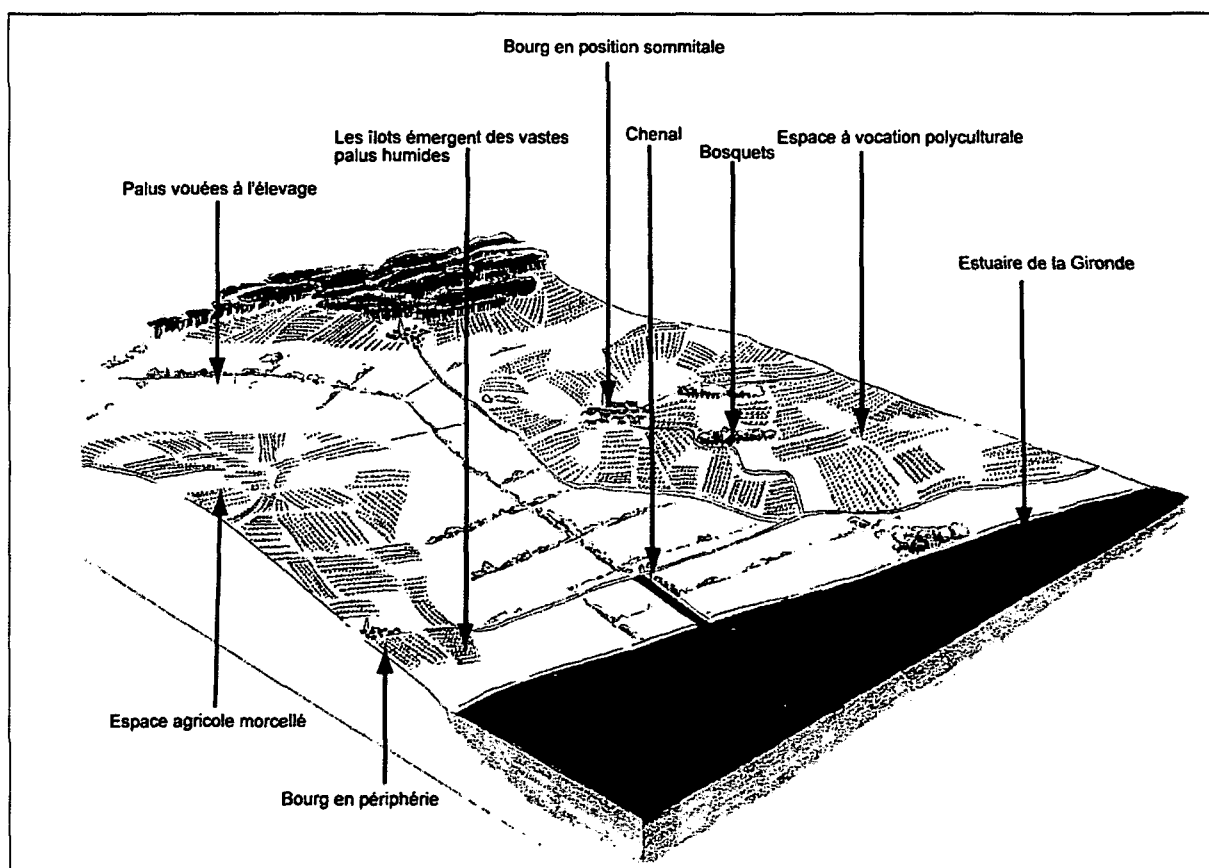 Bourg en position sommitale
Les îlots émergent des vastes
palus humides
Chenal
Bosquets
Espace à vocation polyculturale
Palus vouées à l'élevage
Estuaire de la Gironde
Espace agricole morcellé
Bourg en périphérie